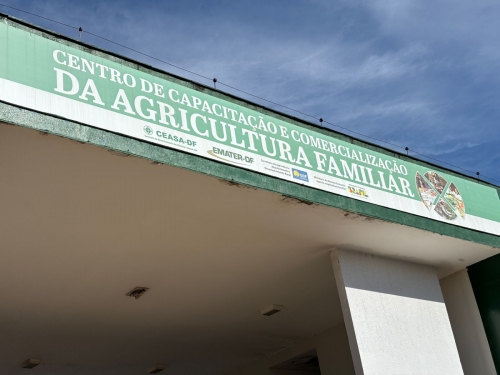 CENTRO DE CAPACITAÇÃO E COMERCIALIZAÇÃO
DA AGRICULTURA FAMILIAR
CEASA-DF
EMATER-DF